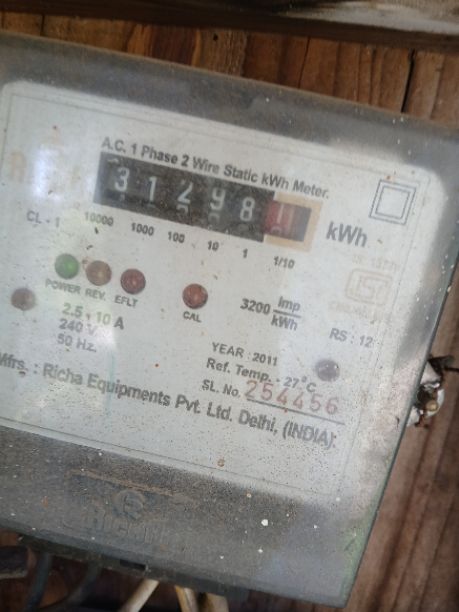 A.C. 1 Phase 2 Wire Static kWh Meter.
31298 1 kWh
CL - 1 10000 1000 100 10 1 1/10
POWER REV. EFLT CAL
3200 Imp/kWh
RS : 12
2.5 - 10 A
240 V
50 Hz.
YEAR : 2011
Ref. Temp. : 27°C
SL. No. 254456
Mfrs. : Richa Equipments Pvt. Ltd. Delhi, (INDIA).